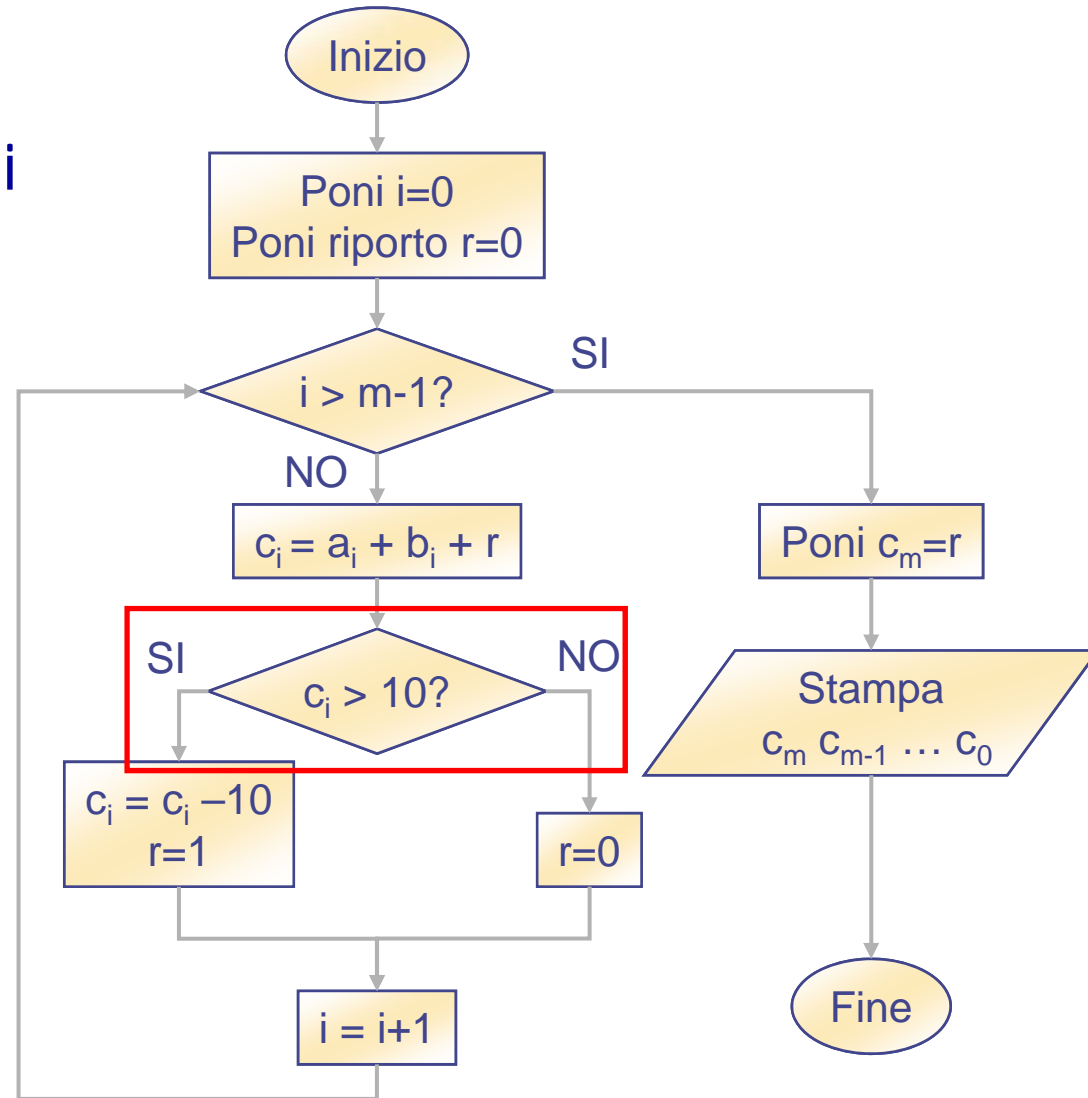 i
Inizio
Poni i=0
Poni riporto r=0
i > m-1?
SI
NO
cᵢ = aᵢ + bᵢ + r
Poni cₘ=r
SI
NO
cᵢ > 10?
Stampa
cₘ cₘ₋₁ … c₀
cᵢ = cᵢ –10
r=1
r=0
i = i+1
Fine